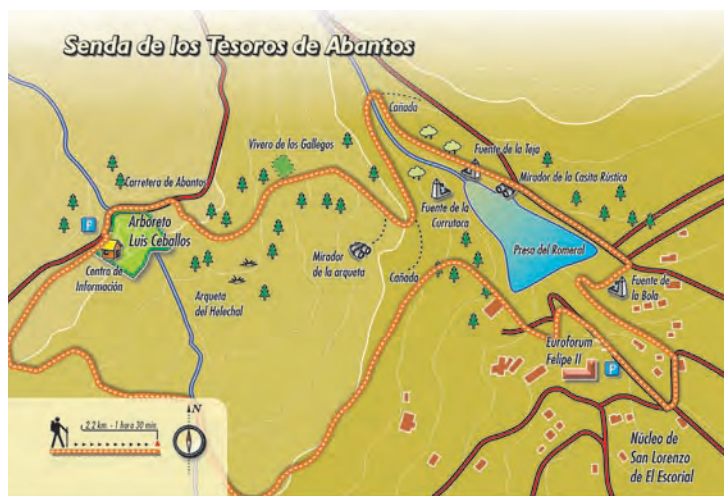 Senda de los Tesoros de Abantos
Cañada
Vivero de los Gallegos
Fuente de la Teja
Carretera de Abantos
Mirador de la Casita Rústica
P
Arboreto
Luis Ceballos
Fuente de la
Currutaca
Mirador
de la arqueta
Presa del Romeral
Centro de
Información
Cañada
Arqueta
del Helechal
Fuente de
la Bola
Euroforum
Felipe II
P
N
2,2 km. - 1 hora 30 min.
Núcleo de
San Lorenzo
de El Escorial